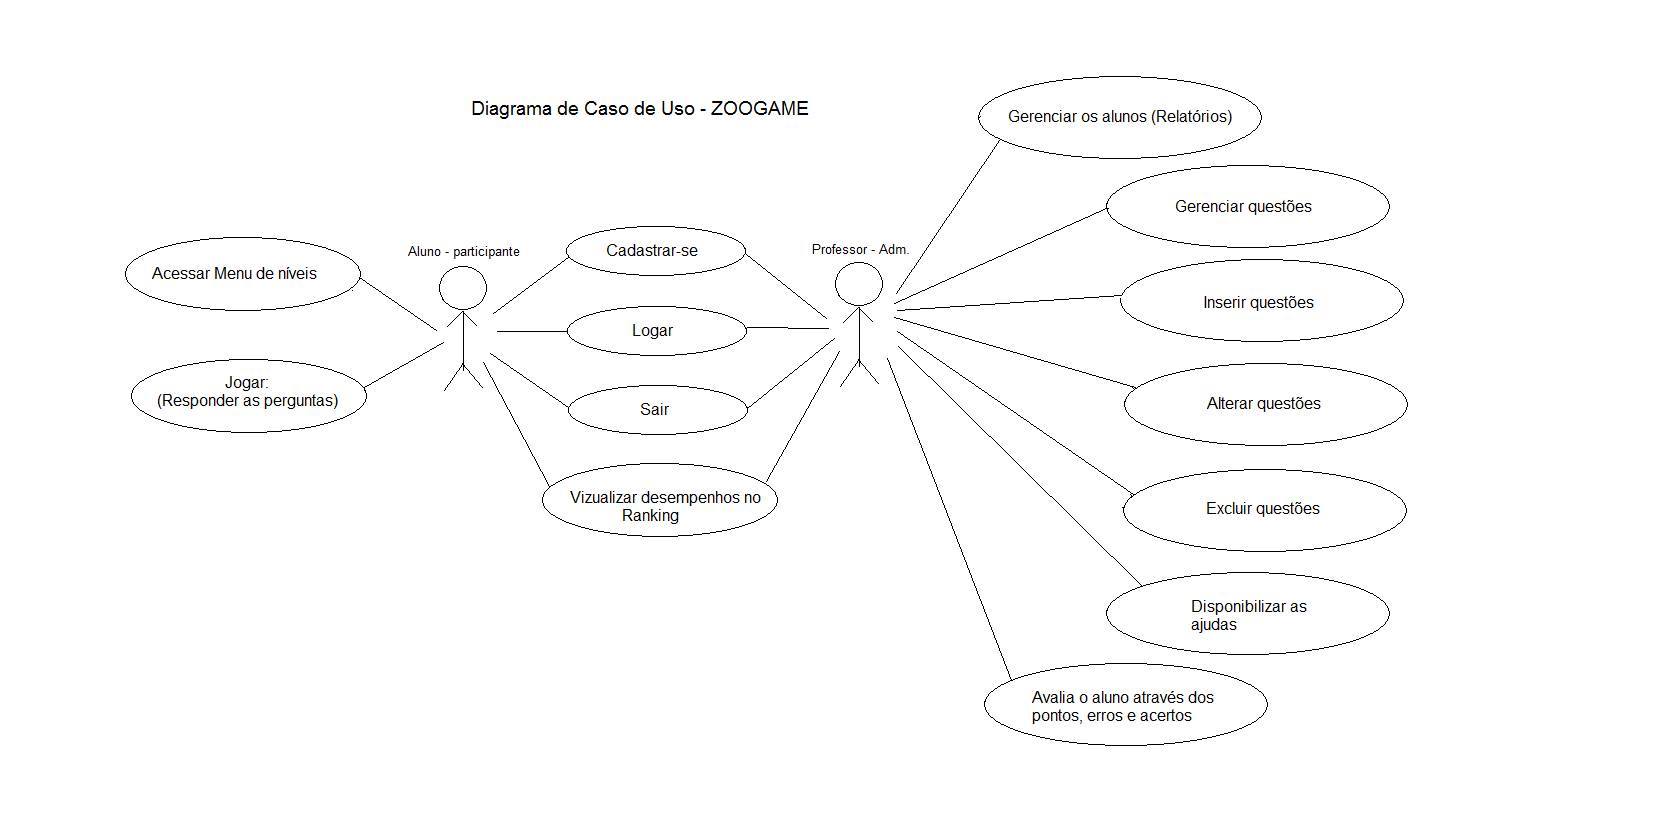 Diagrama de Caso de Uso - ZOOGAME
Acessar Menu de níveis
Jogar:
(Responder as perguntas)
Aluno - participante
Cadastrar-se
Logar
Sair
Vizualizar desempenhos no
Ranking
Professor - Adm.
Gerenciar os alunos (Relatórios)
Gerenciar questões
Inserir questões
Alterar questões
Excluir questões
Disponibilizar as
ajudas
Avalia o aluno através dos
pontos, erros e acertos